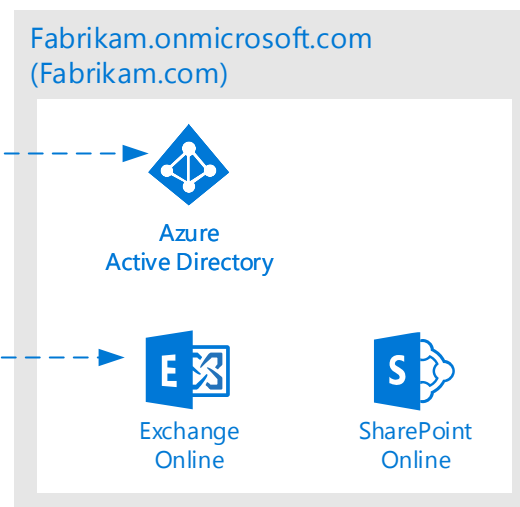 Fabrikam.onmicrosoft.com
(Fabrikam.com)
Azure
Active Directory
E
S
Exchange
Online
SharePoint
Online